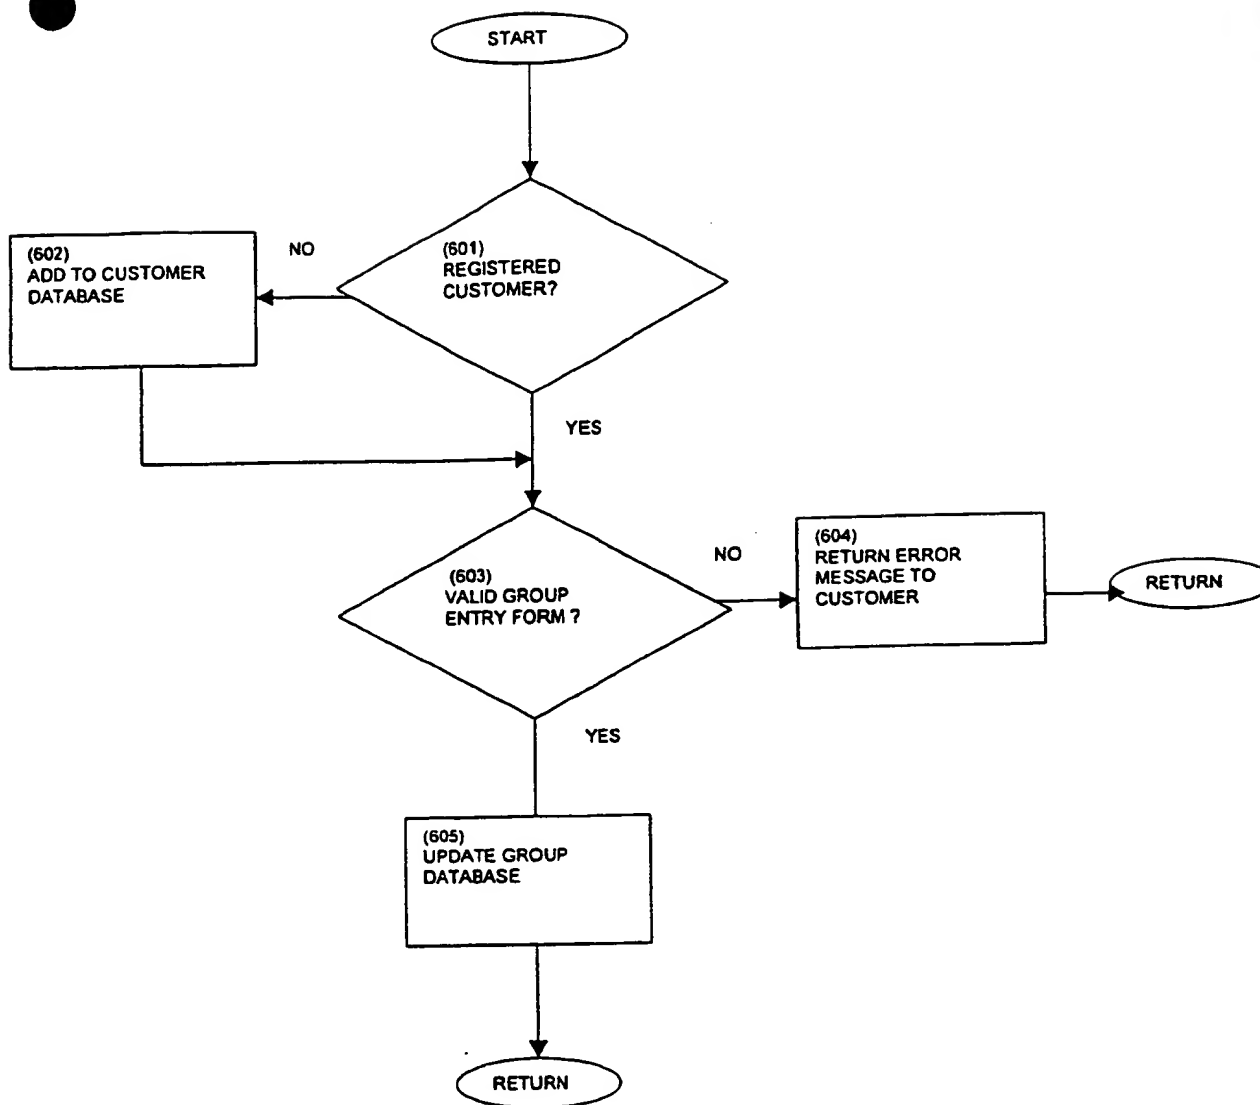 START
NO
(601)
REGISTERED
CUSTOMER?
(602)
ADD TO CUSTOMER
DATABASE
YES
(603)
VALID GROUP
ENTRY FORM ?
NO
(604)
RETURN ERROR
MESSAGE TO
CUSTOMER
RETURN
YES
(605)
UPDATE GROUP
DATABASE
RETURN